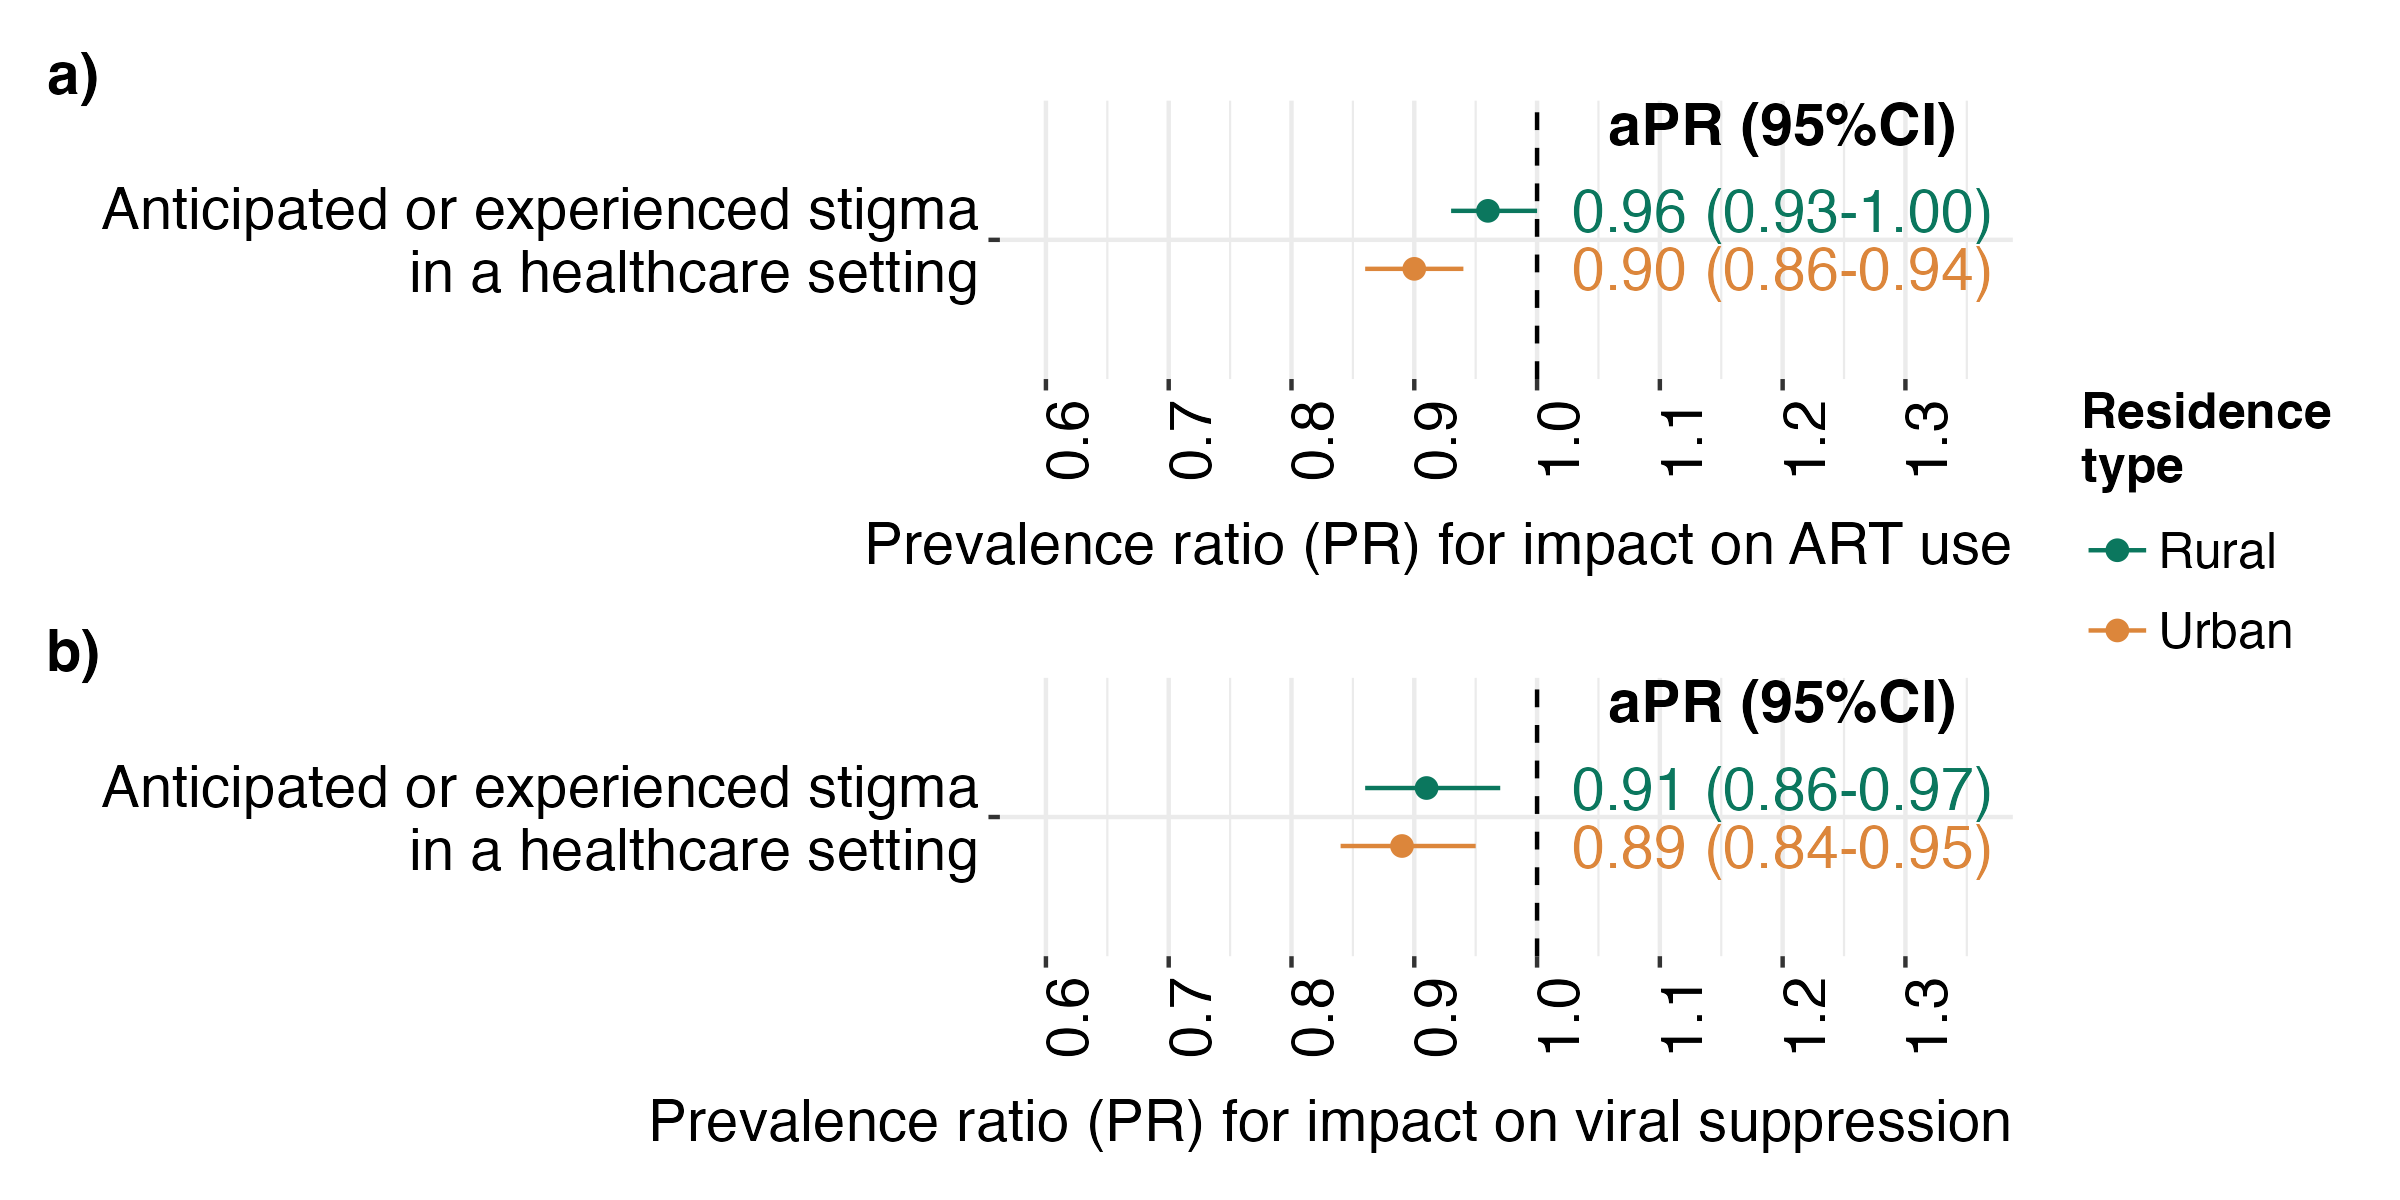 a)
aPR (95%CI)
Anticipated or experienced stigma
in a healthcare setting
0.96 (0.93-1.00)
0.90 (0.86-0.94)
0.6
0.7
0.8
0.9
1.0
1.1
1.2
1.3
Prevalence ratio (PR) for impact on ART use
Residence
type
Rural
Urban
b)
aPR (95%CI)
Anticipated or experienced stigma
in a healthcare setting
0.91 (0.86-0.97)
0.89 (0.84-0.95)
0.6
0.7
0.8
0.9
1.0
1.1
1.2
1.3
Prevalence ratio (PR) for impact on viral suppression